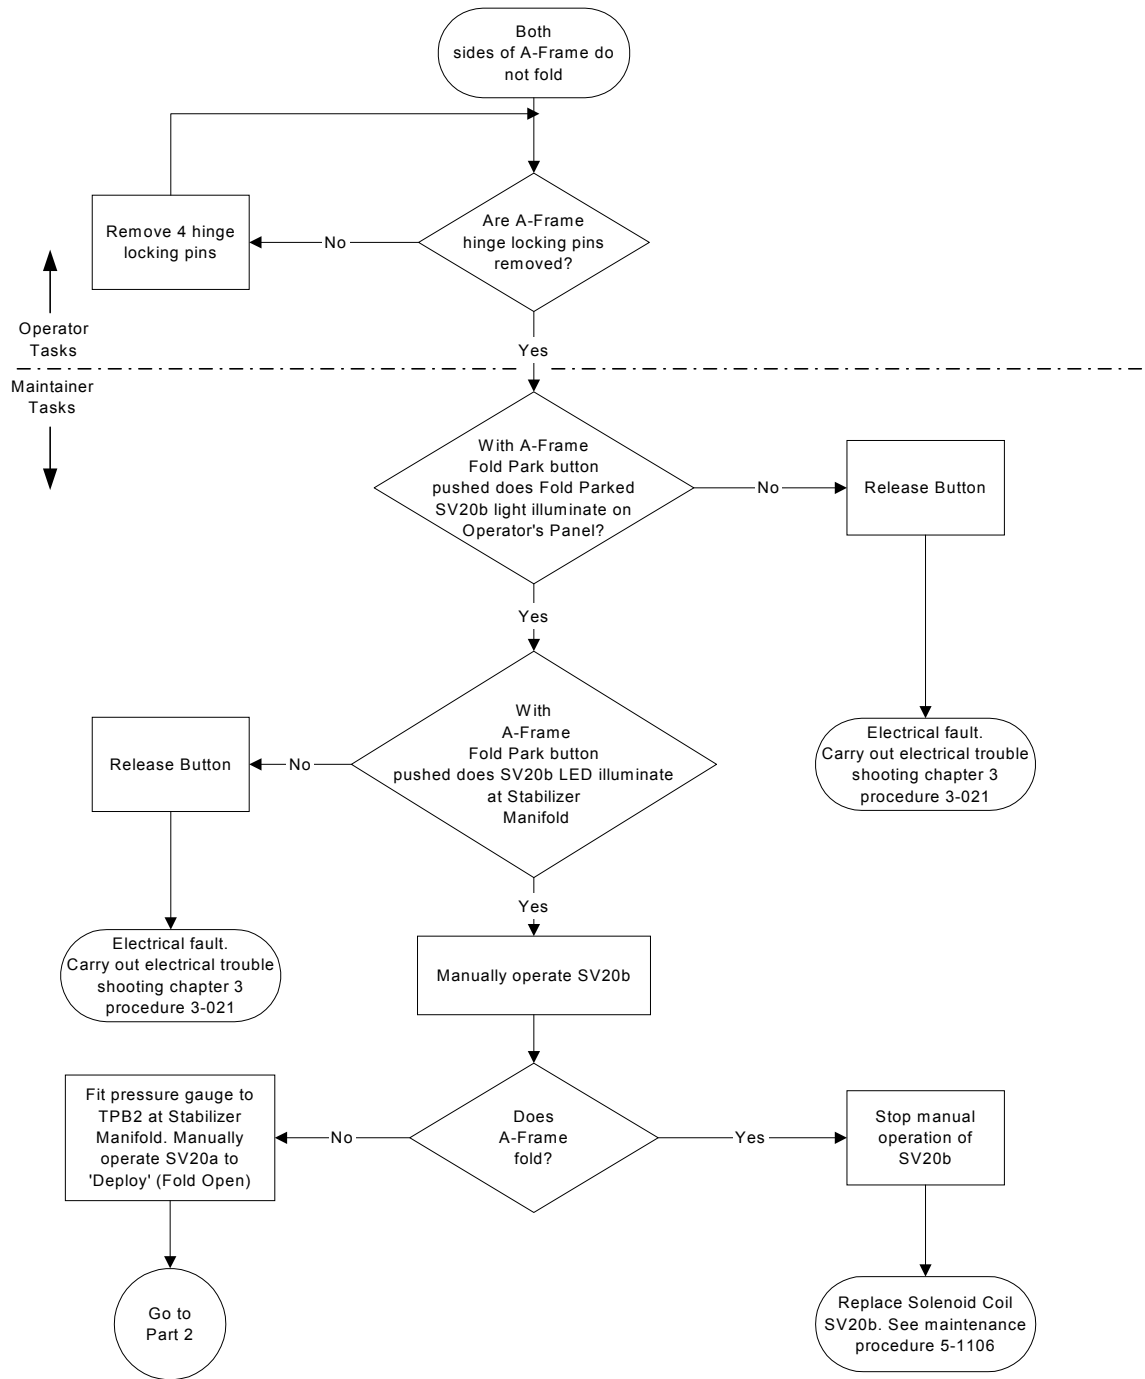 Both
sides of A-Frame do
not fold
Are A-Frame
hinge locking pins
removed?
No
Remove 4 hinge
locking pins
Operator
Tasks
Yes
Maintainer
Tasks
With A-Frame
Fold Park button
pushed does Fold Parked
SV20b light illuminate on
Operator's Panel?
No
Release Button
Electrical fault.
Carry out electrical trouble
shooting chapter 3
procedure 3-021
Yes
With
A-Frame
Fold Park button
pushed does SV20b LED illuminate
at Stabilizer
Manifold
No
Release Button
Electrical fault.
Carry out electrical trouble
shooting chapter 3
procedure 3-021
Yes
Manually operate SV20b
Does
A-Frame
fold?
No
Fit pressure gauge to
TPB2 at Stabilizer
Manifold. Manually
operate SV20a to
'Deploy' (Fold Open)
Go to
Part 2
Yes
Stop manual
operation of
SV20b
Replace Solenoid Coil
SV20b. See maintenance
procedure 5-1106